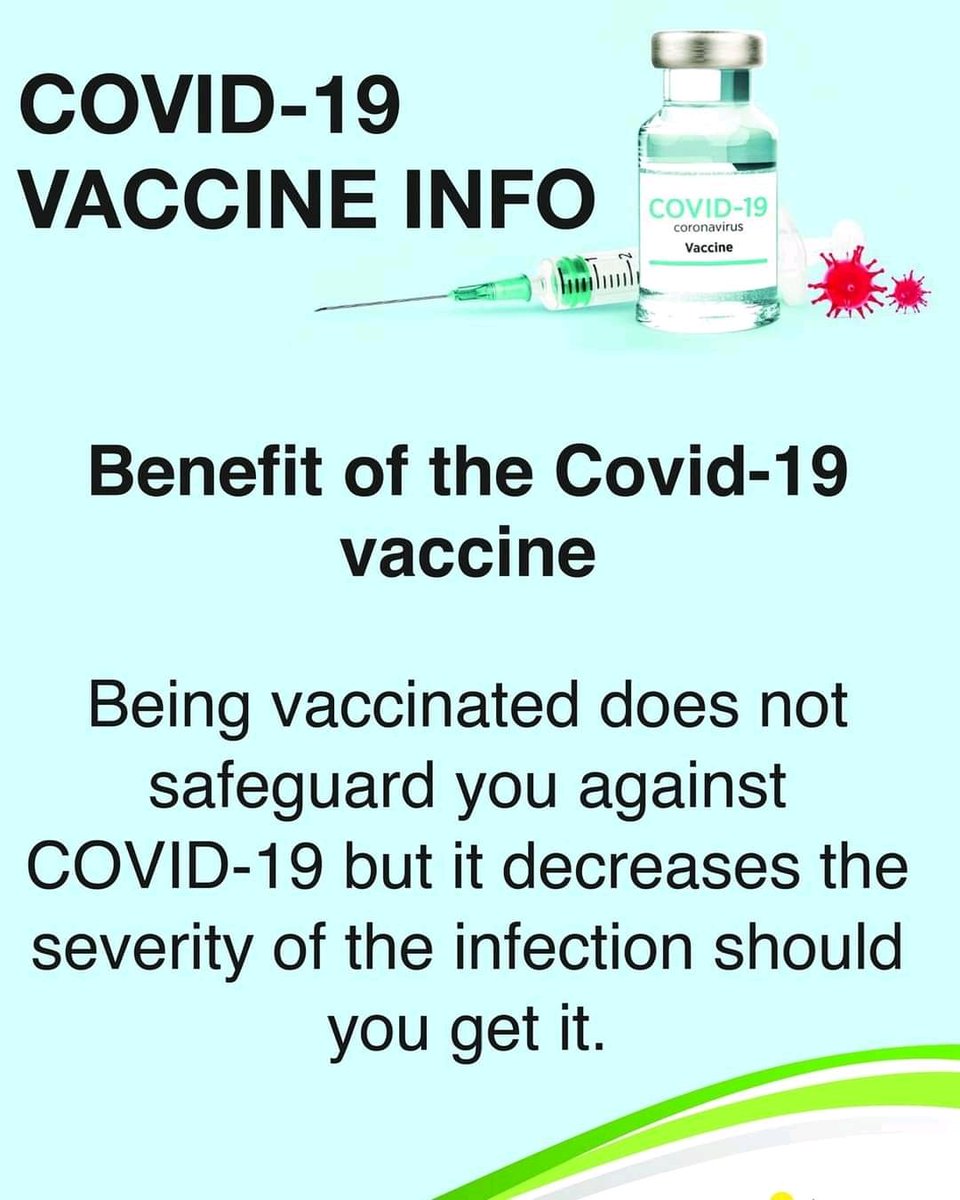 COVID-19
VACCINE INFO
COVID-19
coronavirus
Vaccine
2
Benefit of the Covid-19
vaccine
Being vaccinated does not
safeguard you against
COVID-19 but it decreases the
severity of the infection should
you get it.